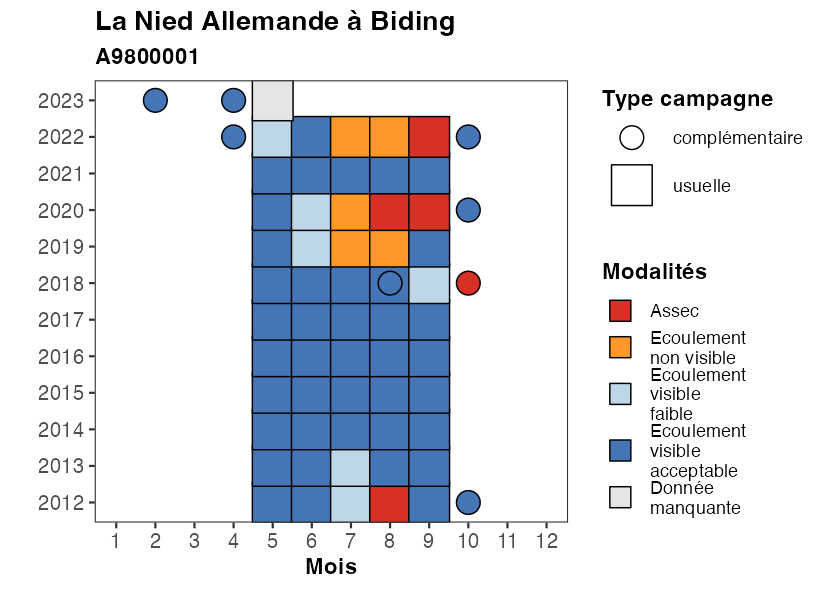 La Nied Allemande à Biding
A9800001
2023
2022
2021
2020
2019
2018
2017
2016
2015
2014
2013
2012
1 2 3 4 5 6 7 8 9 10 11 12
Mois
Type campagne
complémentaire
usuelle
Modalités
Assec
Ecoulement
non visible
Ecoulement
visible
faible
Ecoulement
visible
acceptable
Donnée
manquante